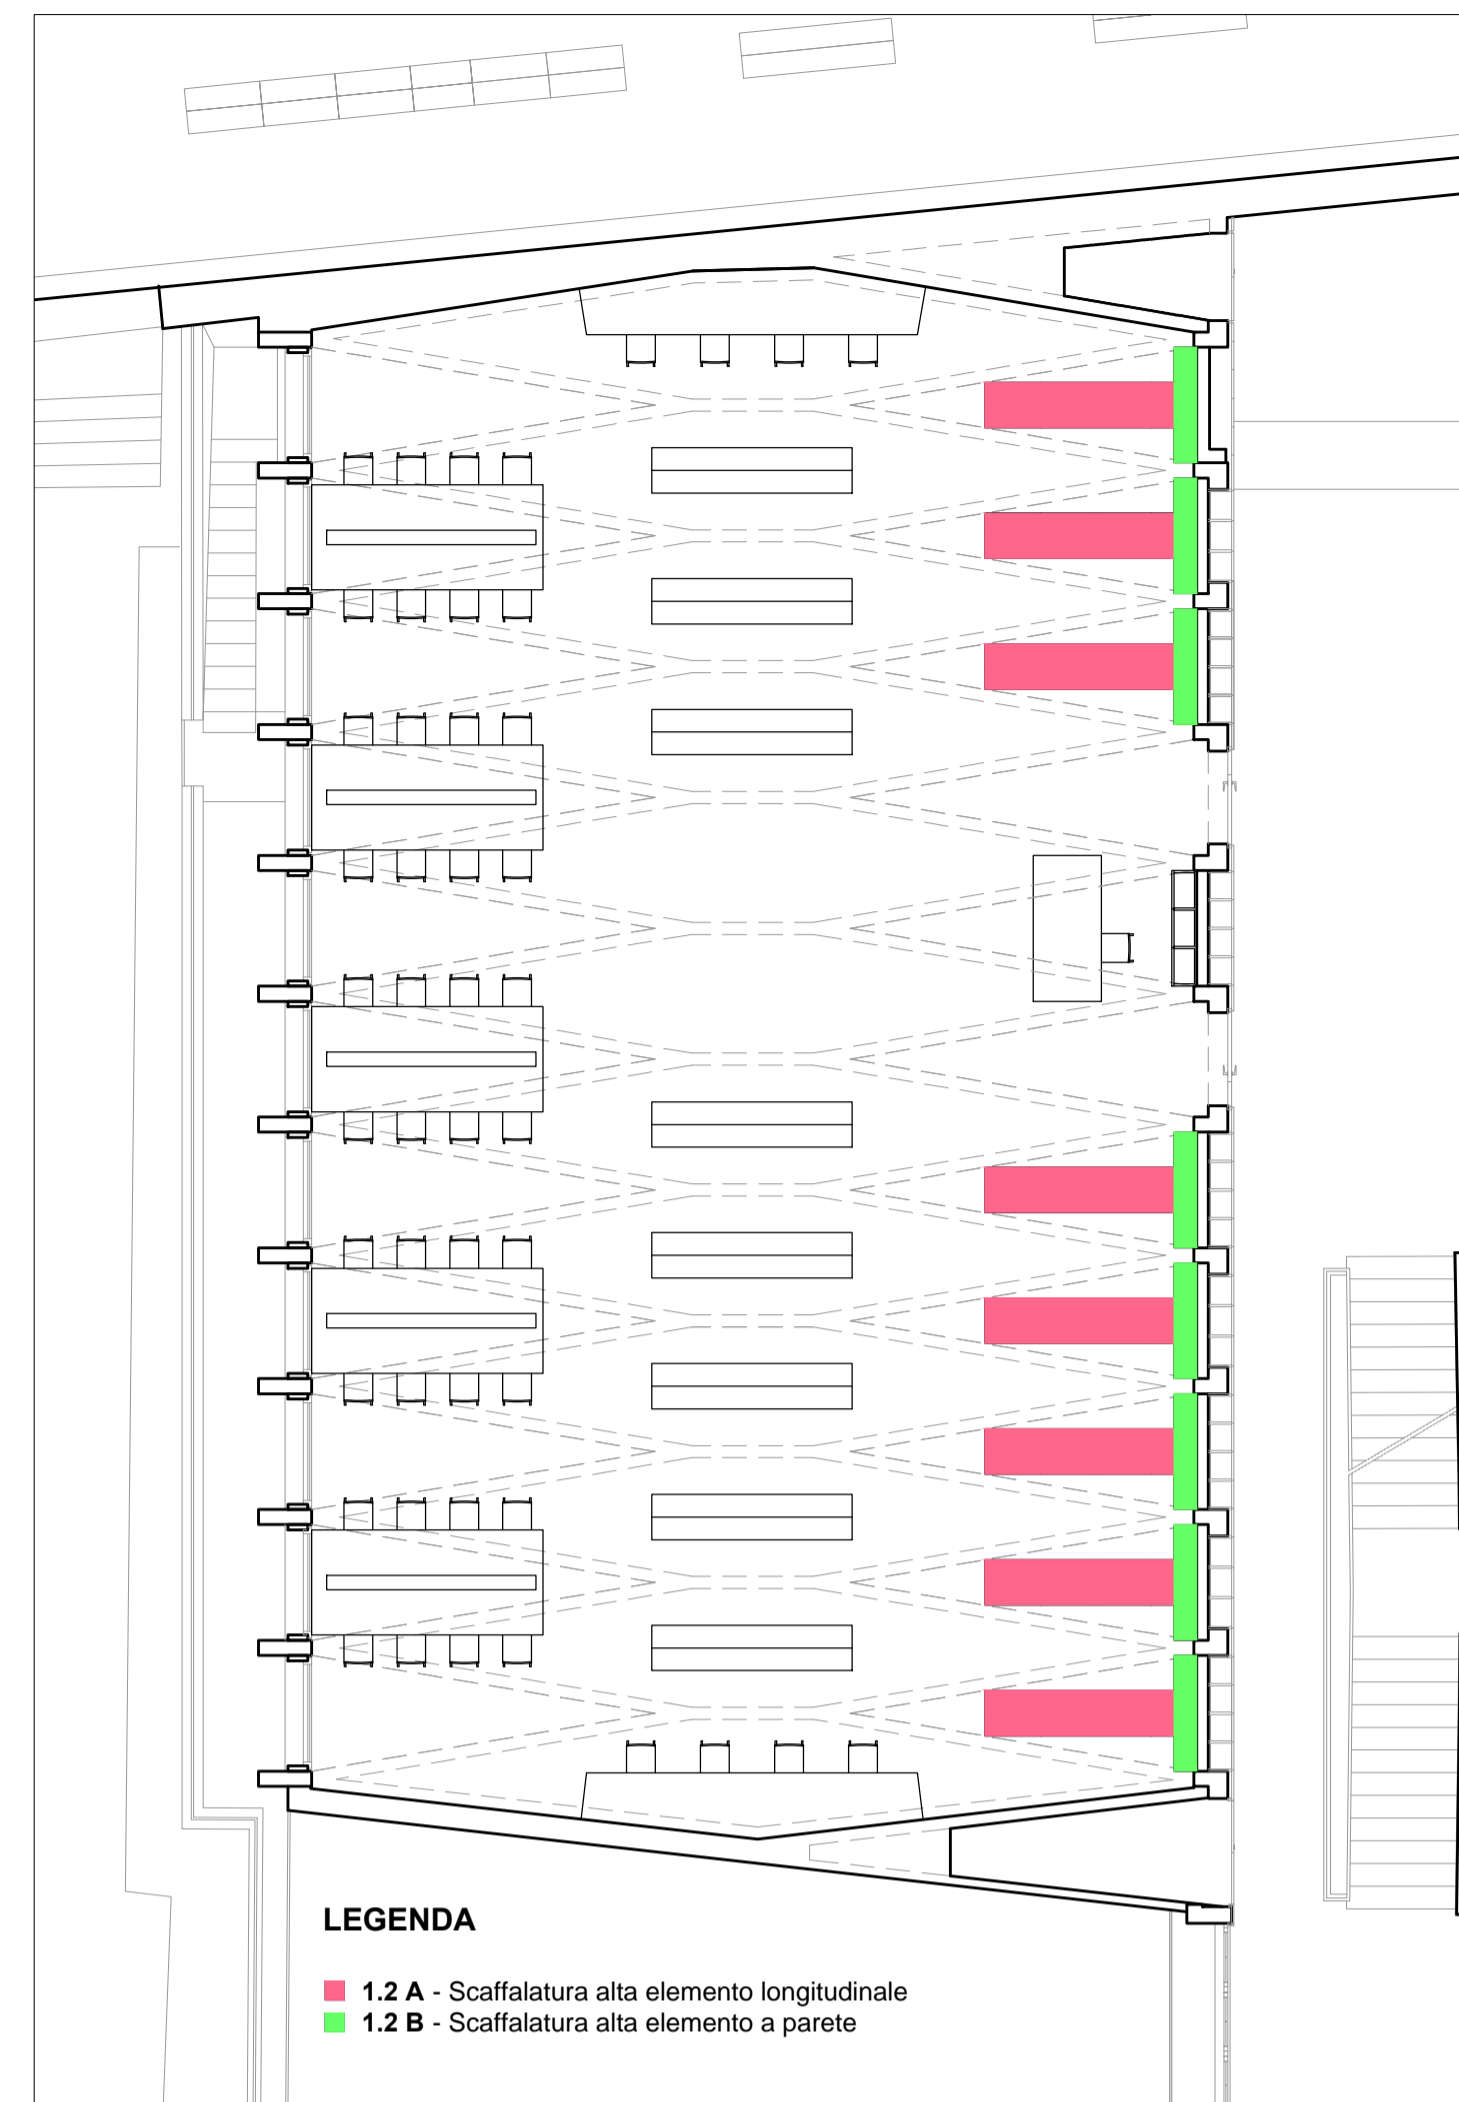 LEGENDA
1.2 A - Scaffalatura alta elemento longitudinale
1.2 B - Scaffalatura alta elemento a parete